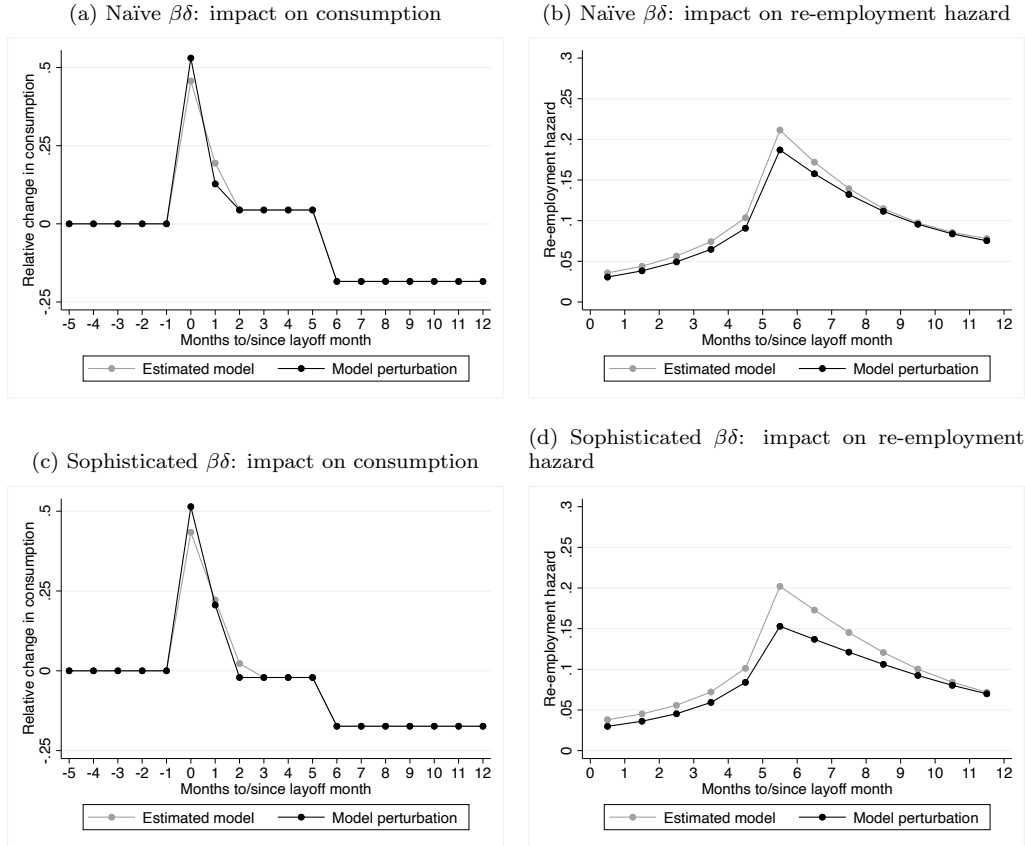 (a) Naïve βδ: impact on consumption
Relative change in consumption
.5
.25
0
-.25
-5 -4 -3 -2 -1 0 1 2 3 4 5 6 7 8 9 10 11 12
Months to/since layoff month
Estimated model Model perturbation
(b) Naïve βδ: impact on re-employment hazard
Re-employment hazard
.3
.25
.2
.15
.1
.05
0
0 1 2 3 4 5 6 7 8 9 10 11 12
Months to/since layoff month
Estimated model Model perturbation
(c) Sophisticated βδ: impact on consumption
Relative change in consumption
.5
.25
0
-.25
-5 -4 -3 -2 -1 0 1 2 3 4 5 6 7 8 9 10 11 12
Months to/since layoff month
Estimated model Model perturbation
(d) Sophisticated βδ: impact on re-employment
hazard
Re-employment hazard
.3
.25
.2
.15
.1
.05
0
0 1 2 3 4 5 6 7 8 9 10 11 12
Months to/since layoff month
Estimated model Model perturbation